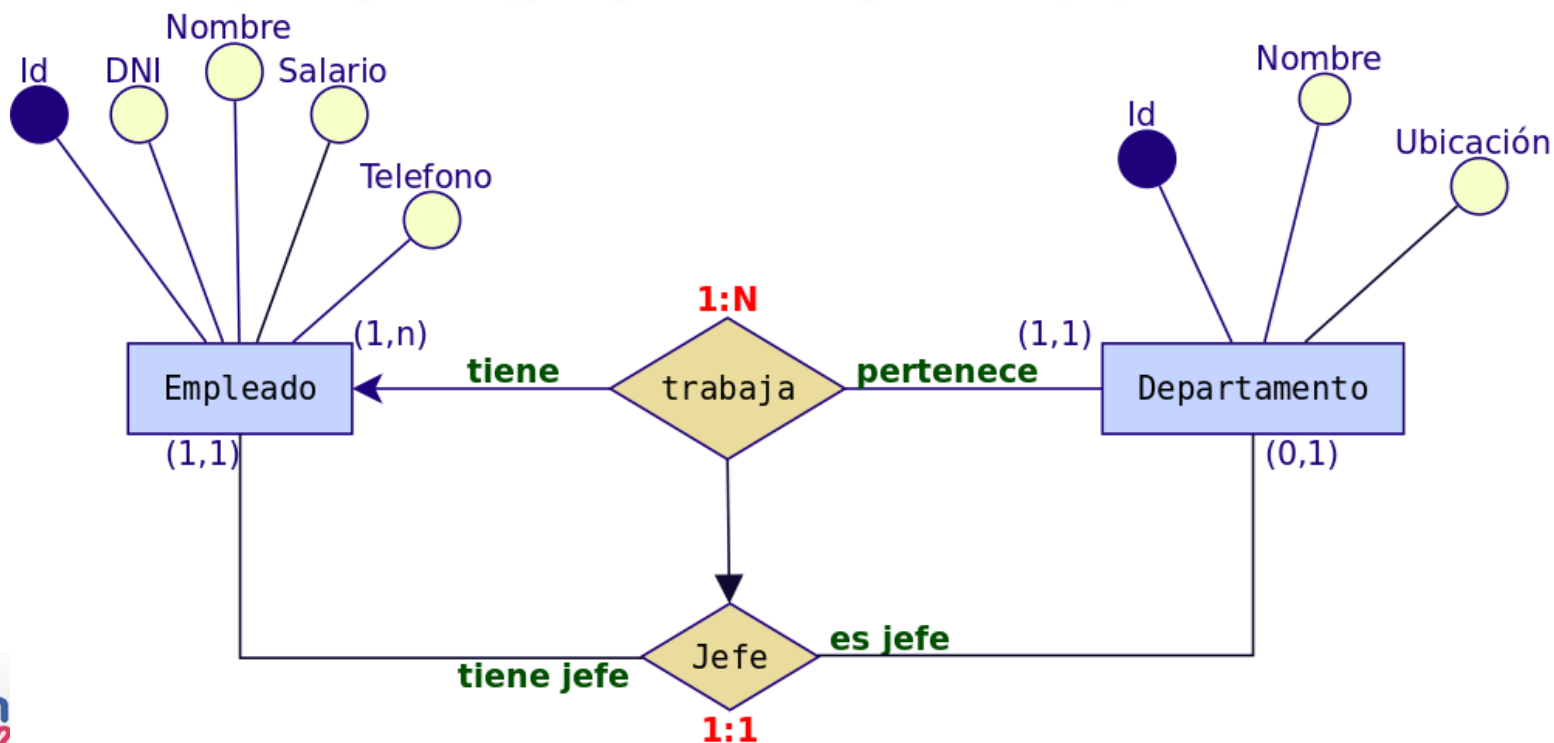 Nombre
Id
DNI
Salario
Telefono
Nombre
Id
Ubicación
1:N
(1,n)
(1,1)
tiene
pertenece
Empleado
trabaja
Departamento
(1,1)
(0,1)
es jefe
Jefe
tiene jefe
1:1